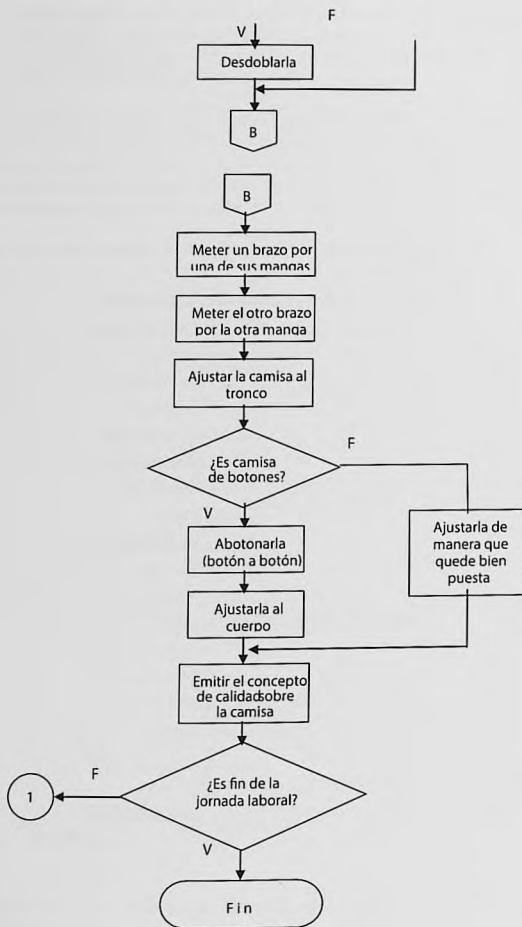 F
V
Desdoblarla
B
B
Meter un brazo por
una de sus mangas
Meter el otro brazo
por la otra manga
Ajustar la camisa al
tronco
¿Es camisa
de botones?
F
V
Abotonarla
(botón a botón)
Ajustarla de
manera que
quede bien
puesta
Ajustarla al
cuerpo
Emitir el concepto
de calidadsobre
la camisa
¿Es fin de la
jornada laboral?
F
1
V
Fin